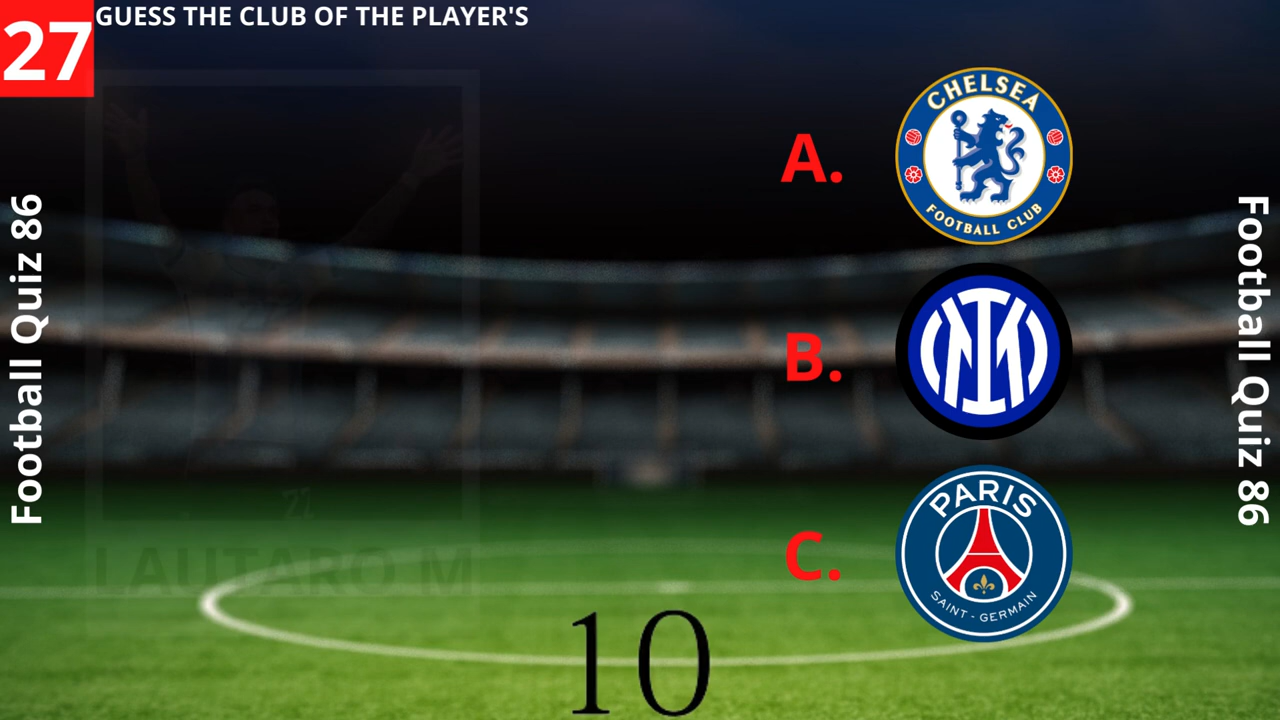 27
GUESS THE CLUB OF THE PLAYER'S
Football Quiz 86
A.
CHELSEA
FOOTBALL CLUB
B.
C.
PARIS
SAINT - GERMAIN
Football Quiz 86
LAUTARO M
10